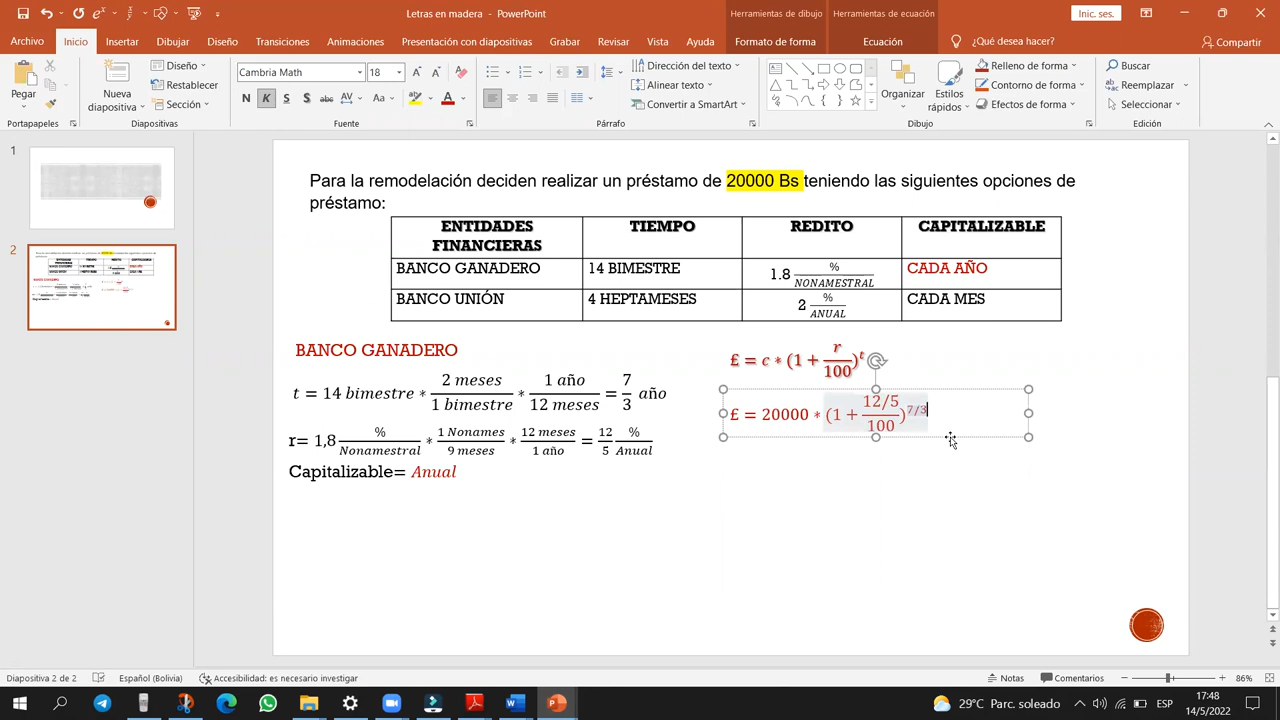 Letras en madera - PowerPoint
Herramientas de dibujo
Herramientas de ecuación
Inic. ses.
Archivo Inicio Insertar Dibujar Diseño Transiciones Animaciones Presentación con diapositivas Grabar Revisar Vista Ayuda Formato de forma Ecuación ¿Qué desea hacer? Compartir
Pegar
Portapapeles
Nueva diapositiva
Diseño
Restablecer
Sección
Diapositivas
Cambria Math 18
N K S S abc AV Aa A
Fuente
Dirección del texto
Alinear texto
Convertir a SmartArt
Párrafo
Organizar
Estilos rápidos
Relleno de forma
Contorno de forma
Efectos de forma
Dibujo
Buscar
Reemplazar
Seleccionar
Edición
1
2
Para la remodelación deciden realizar un préstamo de 20000 Bs teniendo las siguientes opciones de
préstamo:
ENTIDADES FINANCIERAS TIEMPO REDITO CAPITALIZABLE
BANCO GANADERO 14 BIMESTRE 1.8 %/NONAMESTRAL CADA AÑO
BANCO UNIÓN 4 HEPTAMESES 2 %/ANUAL CADA MES
BANCO GANADERO
t = 14 bimestre * 2 meses/1 bimestre * 1 año/12 meses = 7/3 año
r= 1,8 %/Nonamestral * 1 Nonames/9 meses * 12 meses/1 año = 12/5 %/Anual
Capitalizable= Anual
£ = c * (1 + r/100)^t
£ = 20000 * (1 + 12/5/100)^7/3
Diapositiva 2 de 2 Español (Bolivia) Accesibilidad: es necesario investigar Notas Comentarios 86%
29°C Parc. soleado ESP 17:48
14/5/2022